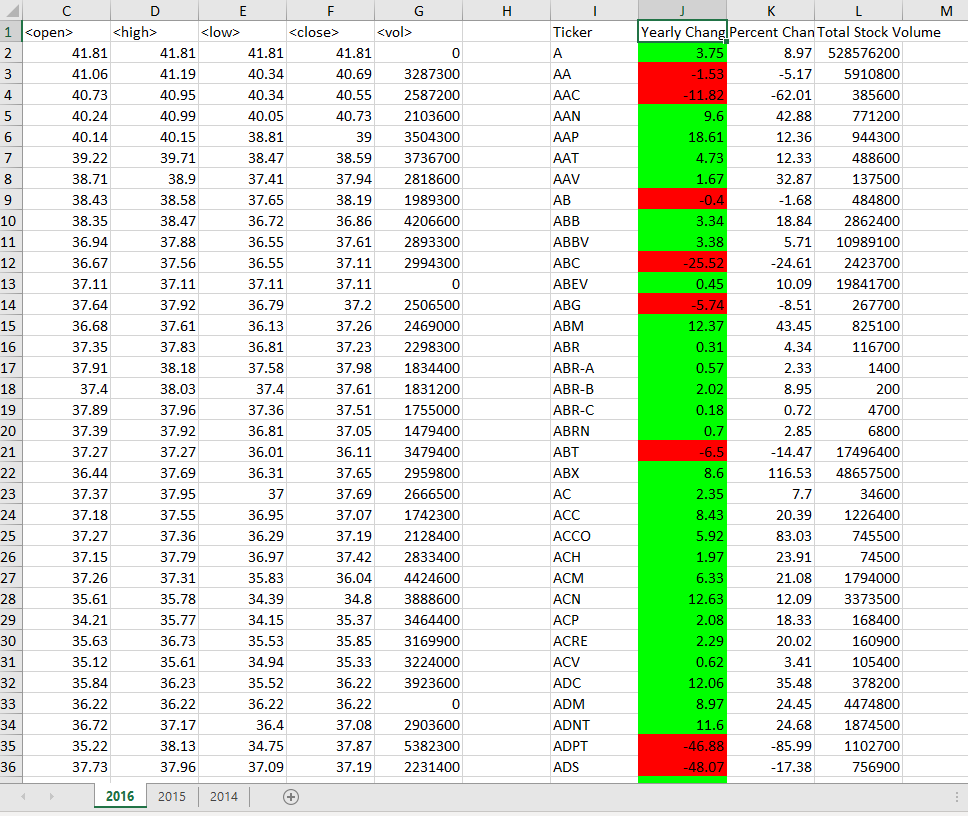 C D E F G H I J K L M
1 <open> <high> <low> <close> <vol> Ticker Yearly Chang Percent Chan Total Stock Volume
2 41.81 41.81 41.81 41.81 0 A 3.75 8.97 528576200
3 41.06 41.19 40.34 40.69 3287300 AA -1.53 -5.17 5910800
4 40.73 40.95 40.34 40.55 2587200 AAC -11.82 -62.01 385600
5 40.24 40.99 40.05 40.73 2103600 AAN 9.6 42.88 771200
6 40.14 40.15 38.81 39 3504300 AAP 18.61 12.36 944300
7 39.22 39.71 38.47 38.59 3736700 AAT 4.73 12.33 488600
8 38.71 38.9 37.41 37.94 2818600 AAV 1.67 32.87 137500
9 38.43 38.58 37.65 38.19 1989300 AB -0.4 -1.68 484800
10 38.35 38.47 36.72 36.86 4206600 ABB 3.34 18.84 2862400
11 36.94 37.88 36.55 37.61 2893300 ABBV 3.38 5.71 10989100
12 36.67 37.56 36.55 37.11 2994300 ABC -25.52 -24.61 2423700
13 37.11 37.11 37.11 37.11 0 ABEV 0.45 10.09 19841700
14 37.64 37.92 36.79 37.2 2506500 ABG -5.74 -8.51 267700
15 36.68 37.61 36.13 37.26 2469000 ABM 12.37 43.45 825100
16 37.35 37.83 36.81 37.23 2298300 ABR 0.31 4.34 116700
17 37.91 38.18 37.58 37.98 1834400 ABR-A 0.57 2.33 1400
18 37.4 38.03 37.4 37.61 1831200 ABR-B 2.02 8.95 200
19 37.89 37.96 37.36 37.51 1755000 ABR-C 0.18 0.72 4700
20 37.39 37.92 36.81 37.05 1479400 ABRN 0.7 2.85 6800
21 37.27 37.27 36.01 36.11 3479400 ABT -6.5 -14.47 17496400
22 36.44 37.69 36.31 37.65 2959800 ABX 8.6 116.53 48657500
23 37.37 37.95 37 37.69 2666500 AC 2.35 7.7 34600
24 37.18 37.55 36.95 37.07 1742300 ACC 8.43 20.39 1226400
25 37.27 37.36 36.29 37.19 2128400 ACCO 5.92 83.03 745500
26 37.15 37.79 36.97 37.42 2833400 ACH 1.97 23.91 74500
27 37.26 37.31 35.83 36.04 4424600 ACM 6.33 21.08 1794000
28 35.61 35.78 34.39 34.8 3888600 ACN 12.63 12.09 3373500
29 34.21 35.77 34.15 35.37 3464400 ACP 2.08 18.33 168400
30 35.63 36.73 35.53 35.85 3169900 ACRE 2.29 20.02 160900
31 35.12 35.61 34.94 35.33 3224000 ACV 0.62 3.41 105400
32 35.84 36.23 35.52 36.22 3923600 ADC 12.06 35.48 378200
33 36.22 36.22 36.22 36.22 0 ADM 8.97 24.45 4474800
34 36.72 37.17 36.4 37.08 2903600 ADNT 11.6 24.68 1874500
35 35.22 38.13 34.75 37.87 5382300 ADPT -46.88 -85.99 1102700
36 37.73 37.96 37.09 37.19 2231400 ADS -48.07 -17.38 756900
2016 2015 2014